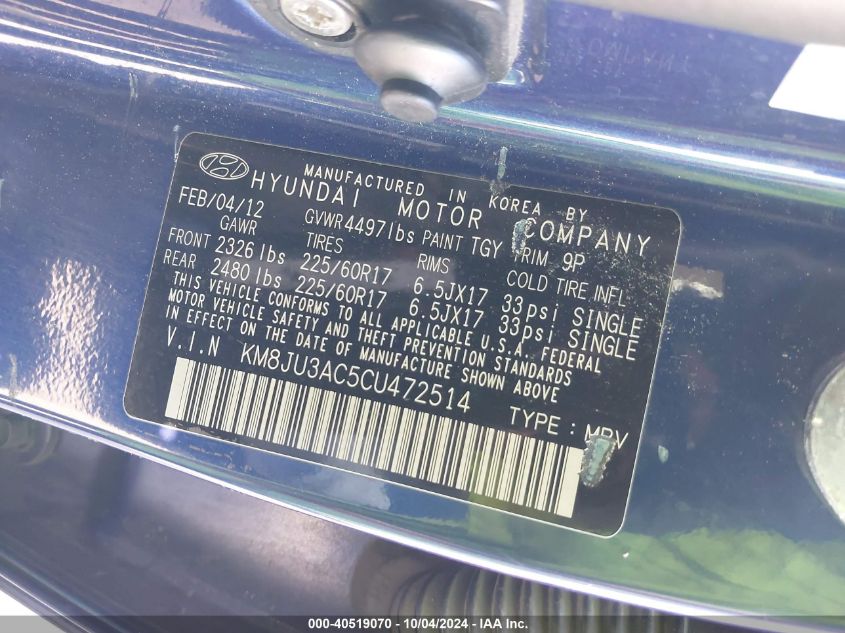 MANUFACTURED IN KOREA BY
HYUNDAI MOTOR COMPANY
FEB/04/12 GVWR 4497 lbs PAINT TGY TRIM 9P
GAWR TIRES RIMS COLD TIRE INFL
FRONT 2326 lbs 225/60R17 6.5JX17 33psi SINGLE
REAR 2480 lbs 225/60R17 6.5JX17 33psi SINGLE
THIS VEHICLE CONFORMS TO ALL APPLICABLE U.S.A. FEDERAL
MOTOR VEHICLE SAFETY AND THEFT PREVENTION STANDARDS
IN EFFECT ON THE DATE OF MANUFACTURE SHOWN ABOVE
V.I.N KM8JU3AC5CU472514 TYPE : MPV
000-40519070 - 10/04/2024 - IAA Inc.